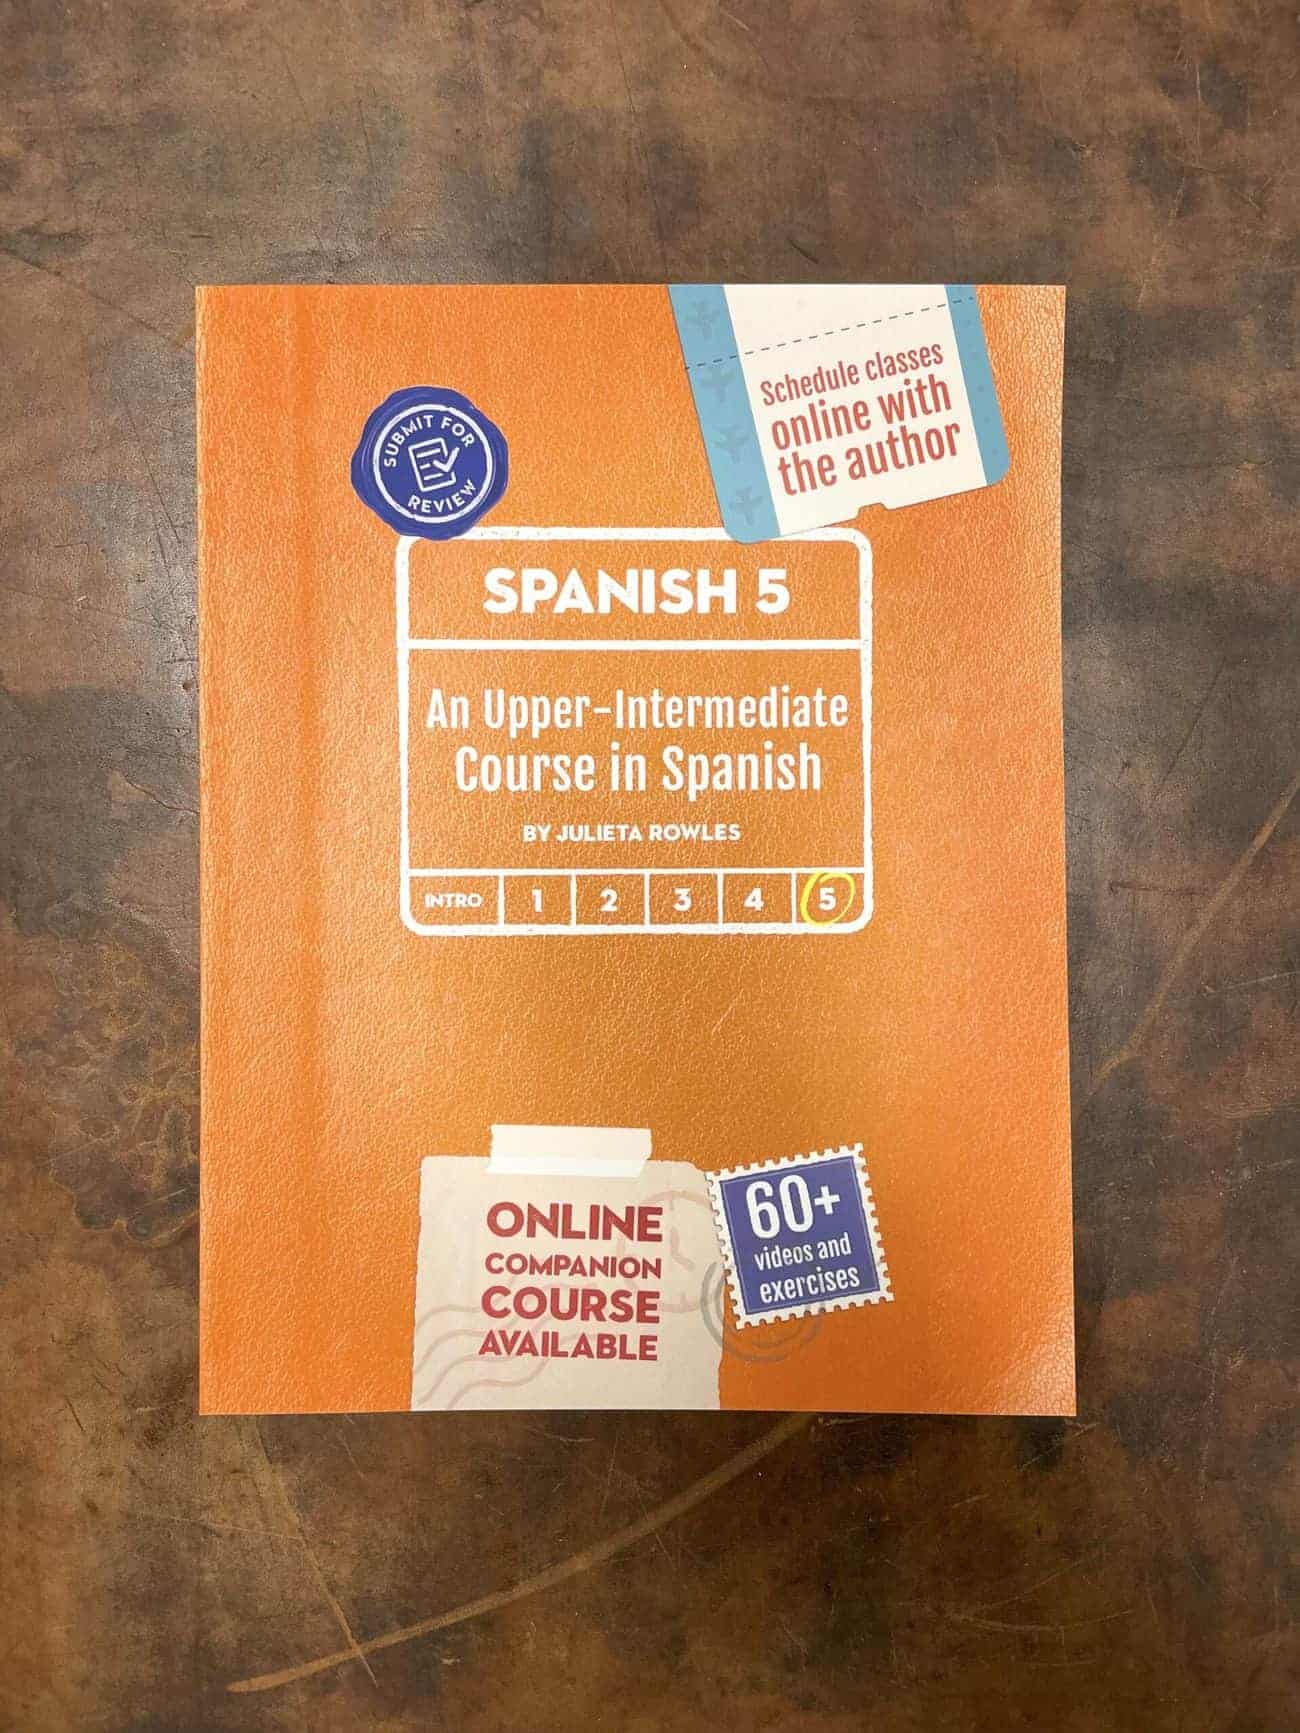 Schedule classes
online with
the author
SUBMIT FOR
REVIEW
SPANISH 5
An Upper-Intermediate
Course in Spanish
BY JULIETA ROWLES
INTRO 1 2 3 4 5
ONLINE
COMPANION
COURSE
AVAILABLE
60+
videos and
exercises